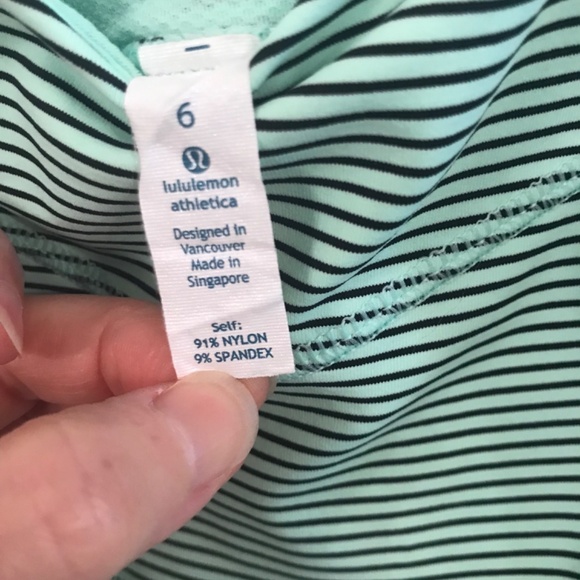 6
lululemon
athletica
Designed in
Vancouver
Made in
Singapore
Self:
91% NYLON
9% SPANDEX